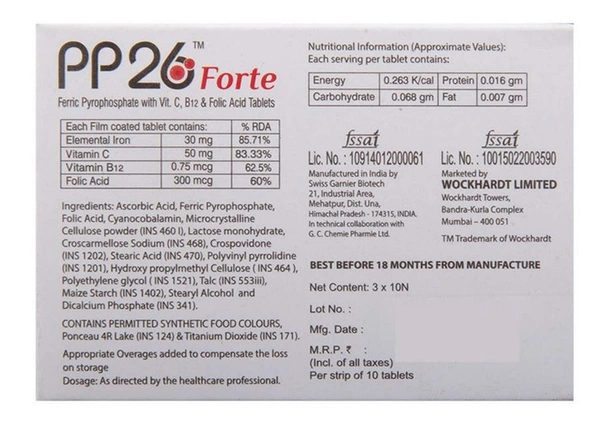 PP26™ Forte
Ferric Pyrophosphate with Vit. C, B12 & Folic Acid Tablets
Each Film coated tablet contains: % RDA
Elemental Iron 30 mg 85.71%
Vitamin C 50 mg 83.33%
Vitamin B12 0.75 mcg 62.5%
Folic Acid 300 mcg 60%
Ingredients: Ascorbic Acid, Ferric Pyrophosphate,
Folic Acid, Cyanocobalamin, Microcrystalline
Cellulose powder (INS 460 I), Lactose monohydrate,
Croscarmellose Sodium (INS 468), Crospovidone
(INS 1202), Stearic Acid (INS 470), Polyvinyl pyrrolidine
(INS 1201), Hydroxy propylmethyl Cellulose ( INS 464 ),
Polyethylene glycol ( INS 1521), Talc (INS 553iii),
Maize Starch (INS 1402), Stearyl Alcohol and
Dicalcium Phosphate (INS 341).
CONTAINS PERMITTED SYNTHETIC FOOD COLOURS,
Ponceau 4R Lake (INS 124) & Titanium Dioxide (INS 171).
Appropriate Overages added to compensate the loss
on storage
Dosage: As directed by the healthcare professional.
Nutritional Information (Approximate Values):
Each serving per tablet contains:
Energy 0.263 K/cal Protein 0.016 gm
Carbohydrate 0.068 gm Fat 0.007 gm
fssai
Lic. No. : 10914012000061
Manufactured in India by
Swiss Garnier Biotech
21, Industrial Area,
Mehatpur, Dist. Una,
Himachal Pradesh - 174315, INDIA.
In technical collaboration with
G. C. Chemie Pharmie Ltd.
fssai
Lic. No. : 10015022003590
Marketed by
WOCKHARDT LIMITED
Wockhardt Towers,
Bandra-Kurla Complex
Mumbai – 400 051
TM Trademark of Wockhardt
BEST BEFORE 18 MONTHS FROM MANUFACTURE
Net Content: 3 x 10N
Lot No. :
Mfg. Date :
M.R.P. ₹ :
(Incl. of all taxes)
Per strip of 10 tablets